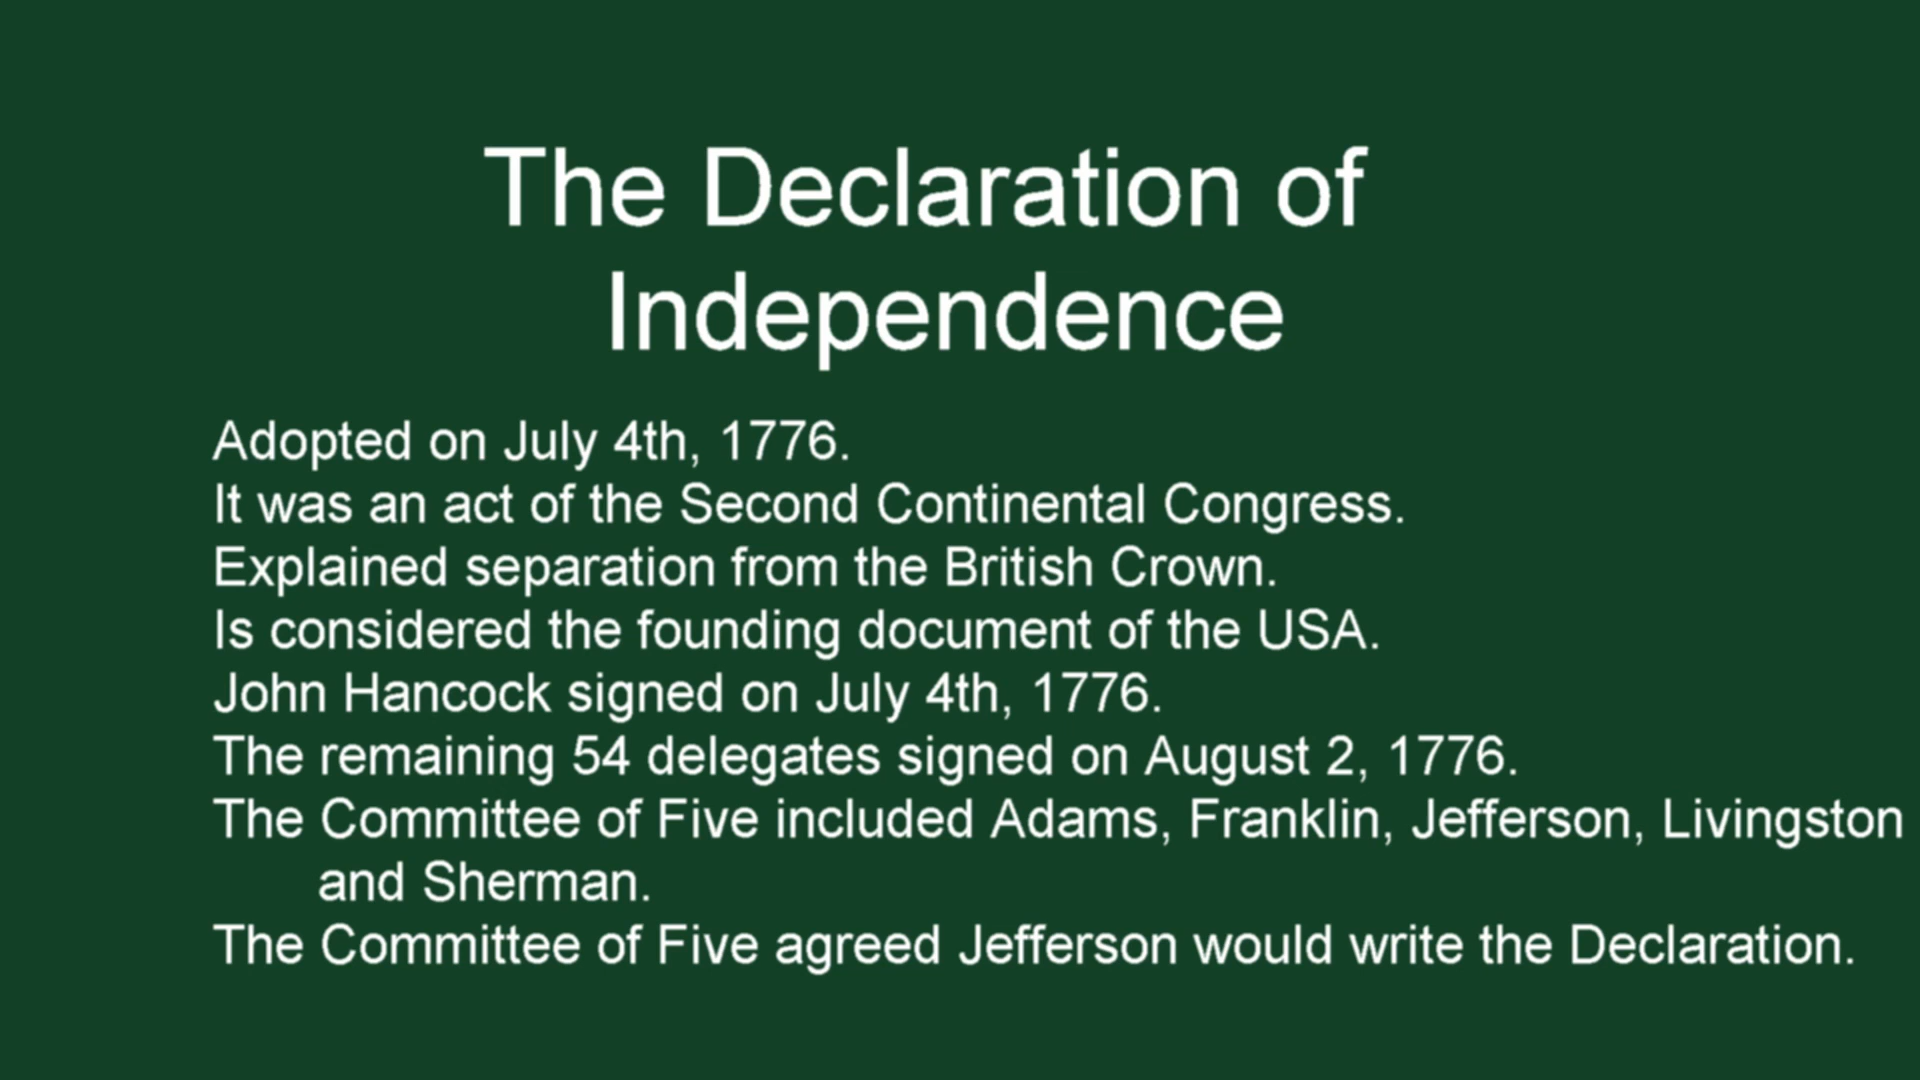 The Declaration of
Independence
Adopted on July 4th, 1776.
It was an act of the Second Continental Congress.
Explained separation from the British Crown.
Is considered the founding document of the USA.
John Hancock signed on July 4th, 1776.
The remaining 54 delegates signed on August 2, 1776.
The Committee of Five included Adams, Franklin, Jefferson, Livingston
and Sherman.
The Committee of Five agreed Jefferson would write the Declaration.